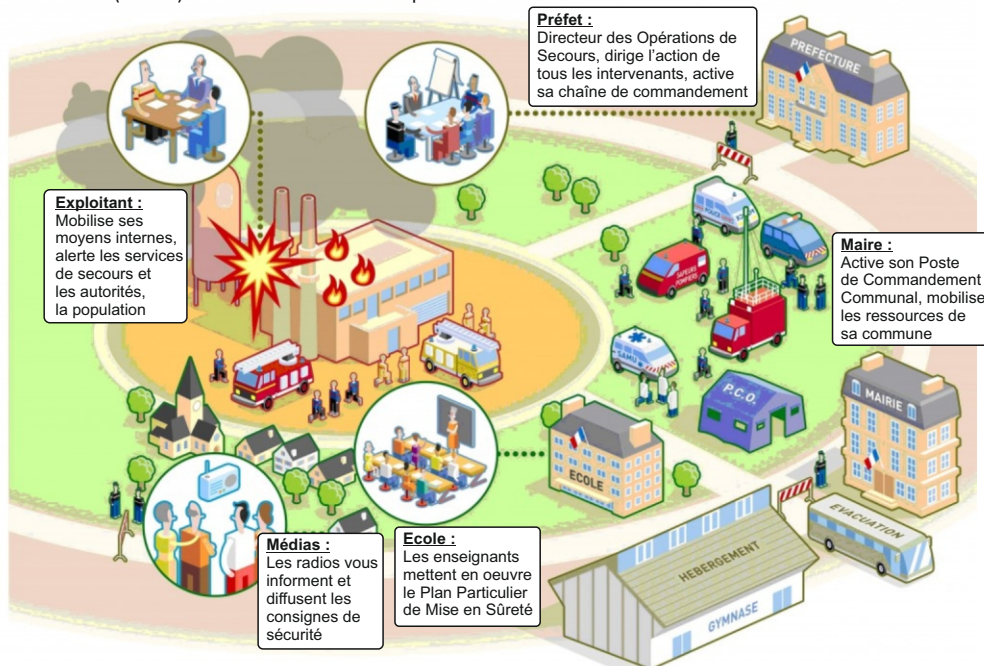 Préfet :
Directeur des Opérations de
Secours, dirige l'action de
tous les intervenants, active
sa chaîne de commandement
PREFECTURE
Exploitant :
Mobilise ses
moyens internes,
alerte les services
de secours et
les autorités,
la population
POLICE
SAPEURS
POMPIERS
Maire :
Active son Poste
de Commandement
Communal, mobilise
les ressources de
sa commune
SAMU
P.C.O.
MAIRIE
ECOLE
EVACUATION
HEBERGEMENT
GYMNASE
Médias :
Les radios vous
informent et
diffusent les
consignes de
sécurité
Ecole :
Les enseignants
mettent en oeuvre
le Plan Particulier
de Mise en Sûreté